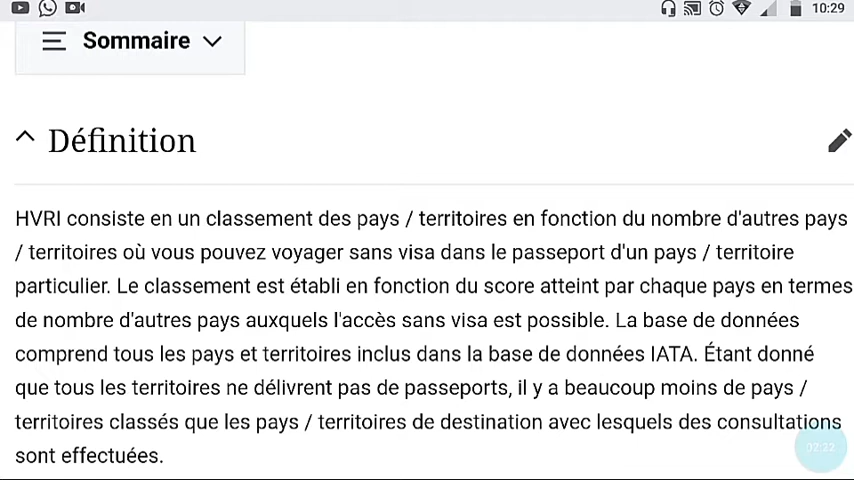 10:29
Sommaire
Définition
HVRI consiste en un classement des pays / territoires en fonction du nombre d'autres pays
/ territoires où vous pouvez voyager sans visa dans le passeport d'un pays / territoire
particulier. Le classement est établi en fonction du score atteint par chaque pays en termes
de nombre d'autres pays auxquels l'accès sans visa est possible. La base de données
comprend tous les pays et territoires inclus dans la base de données IATA. Étant donné
que tous les territoires ne délivrent pas de passeports, il y a beaucoup moins de pays /
territoires classés que les pays / territoires de destination avec lesquels des consultations
sont effectuées.
02:22